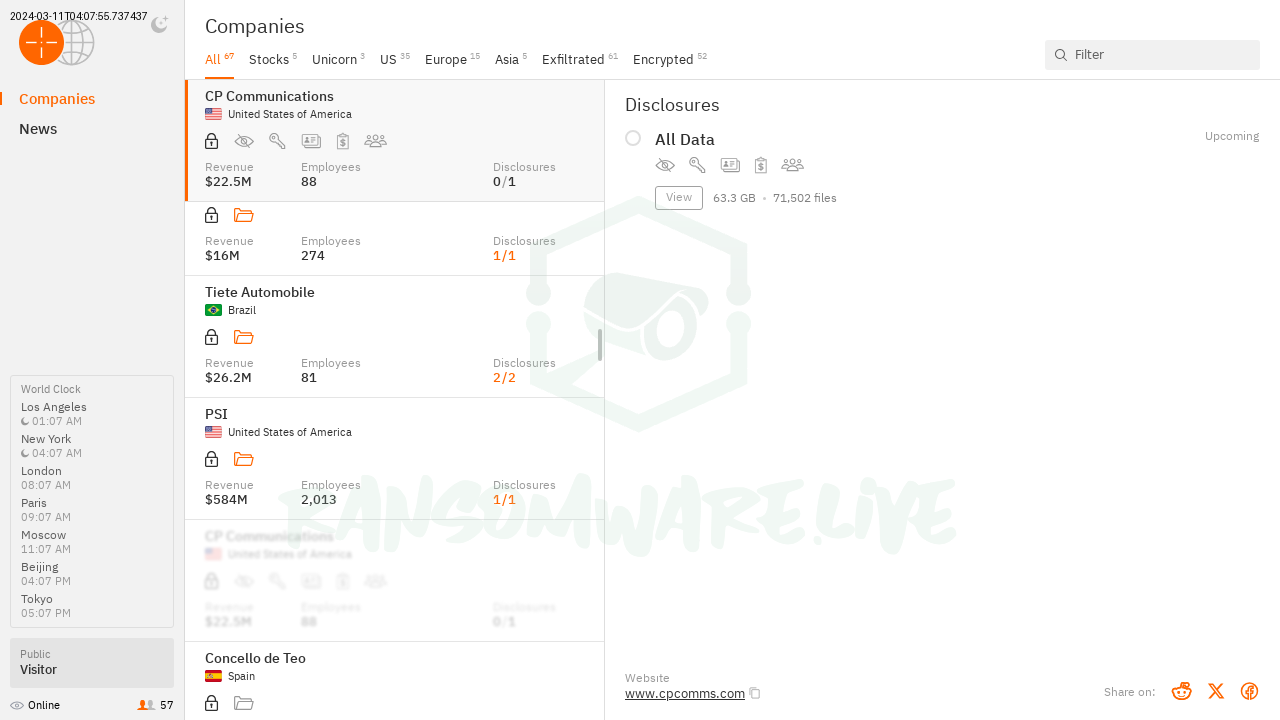 2024-03-11T04:07:55.737437
Companies
News
World Clock
Los Angeles
01:07 AM
New York
04:07 AM
London
08:07 AM
Paris
09:07 AM
Moscow
11:07 AM
Beijing
04:07 PM
Tokyo
05:07 PM
Public
Visitor
Online 57
Companies
All 67 Stocks 5 Unicorn 3 US 35 Europe 15 Asia 5 Exfiltrated 61 Encrypted 52
Filter
CP Communications
United States of America
Revenue Employees Disclosures
$22.5M 88 0/1
Revenue Employees Disclosures
$16M 274 1/1
Tiete Automobile
Brazil
Revenue Employees Disclosures
$26.2M 81 2/2
PSI
United States of America
Revenue Employees Disclosures
$584M 2,013 1/1
CP Communications
United States of America
Revenue Employees Disclosures
$22.5M 88 0/1
Concello de Teo
Spain
Disclosures
All Data Upcoming
View 63.3 GB • 71,502 files
RANSOMWARE.LIVE
Website
www.cpcomms.com
Share on: